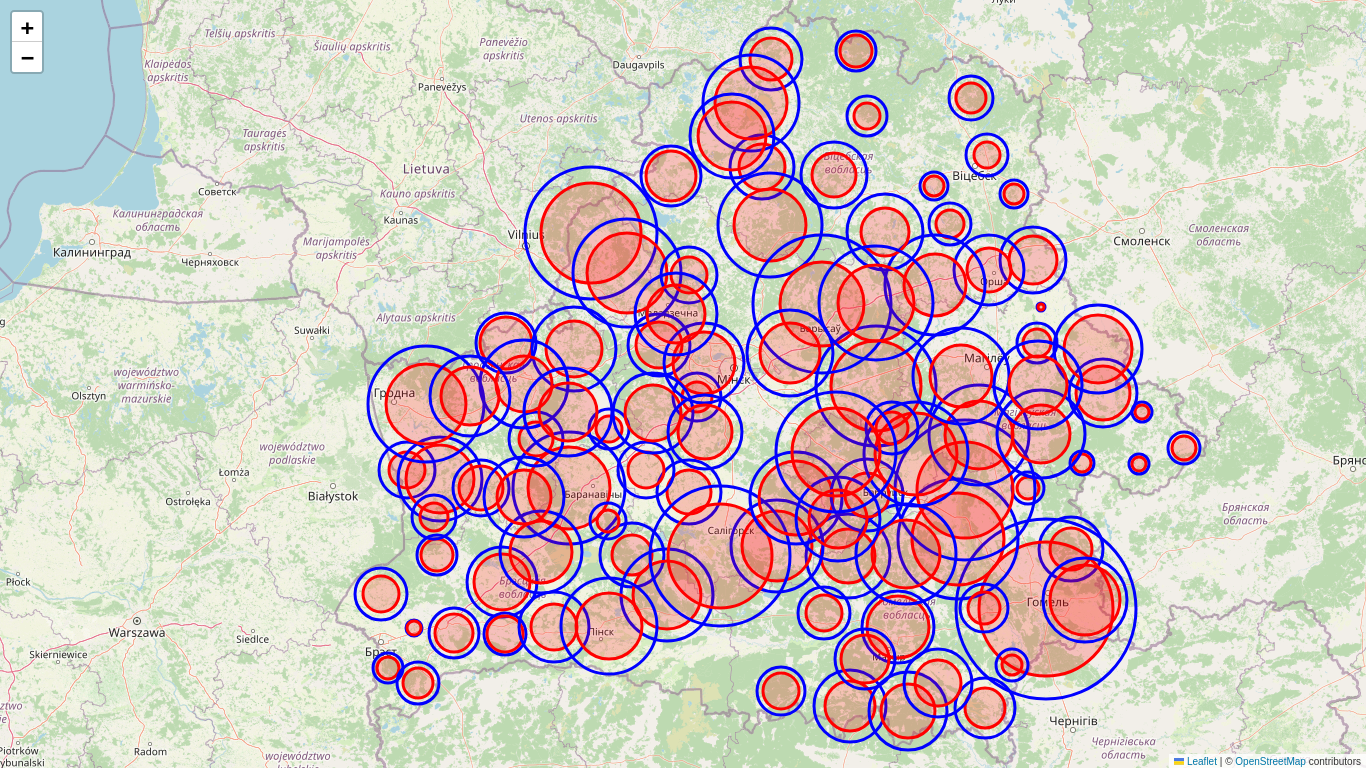 +
−
Telšių apskritis
Šiaulių apskritis
Panevėžio
apskritis
Daugavpils
Луки
Klaipėdos
apskritis
Panevėžys
Utenos apskritis
Tauragės
apskritis
Lietuva
Віцебская
вобласць
Віцебск
Советск
Kauno apskritis
Kaunas
Калининградская
область
Marijampolės
apskritis
Vilnius
Смоленск
Смоленская
область
Калининград
Черняховск
Орша
Alytaus apskritis
Маладзечна
Барысаў
Suwałki
Магілёў
Мінск
województwo
warmińsko-
mazurskie
Olsztyn
Гродна
вобласць
Магілёўская
вобласць
województwo
podlaskie
Łomża
Białystok
Ostrołęka
Баранавічы
Салігорск
Брянская
область
Płock
Брэсцкая
вобласць
Гомель
Гомельская
вобласць
Warszawa
Siedlce
Skierniewice
Пінск
Брэст
Чернігів
Чернігівська
область
Radom
Piotrków
województwo
Leaflet | © OpenStreetMap contributors